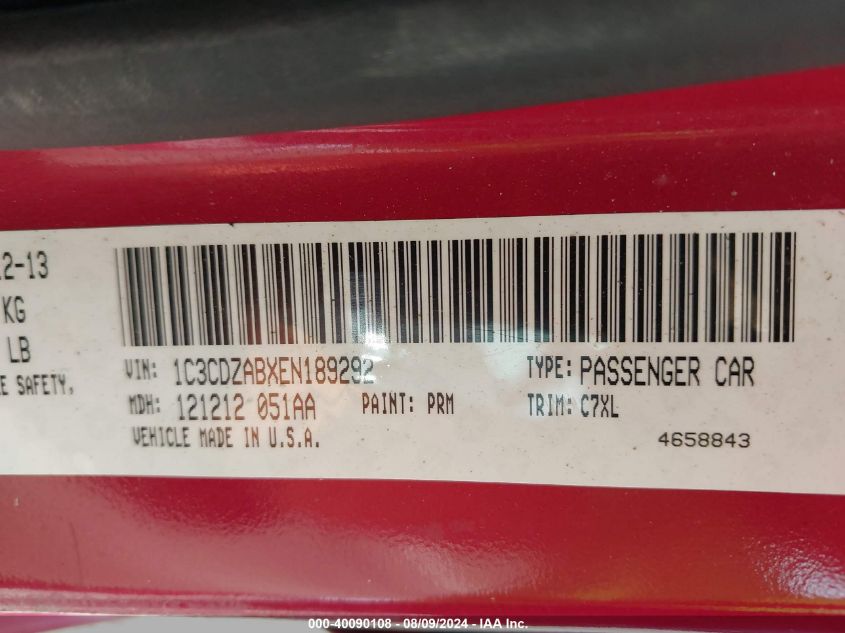 12-13
KG
LB
E SAFETY,
VIN: 1C3CDZABXEN189292 TYPE: PASSENGER CAR
MDH: 121212 051AA PAINT: PRM TRIM: C7XL
VEHICLE MADE IN U.S.A. 4658843
000-40090108 - 08/09/2024 - IAA Inc.